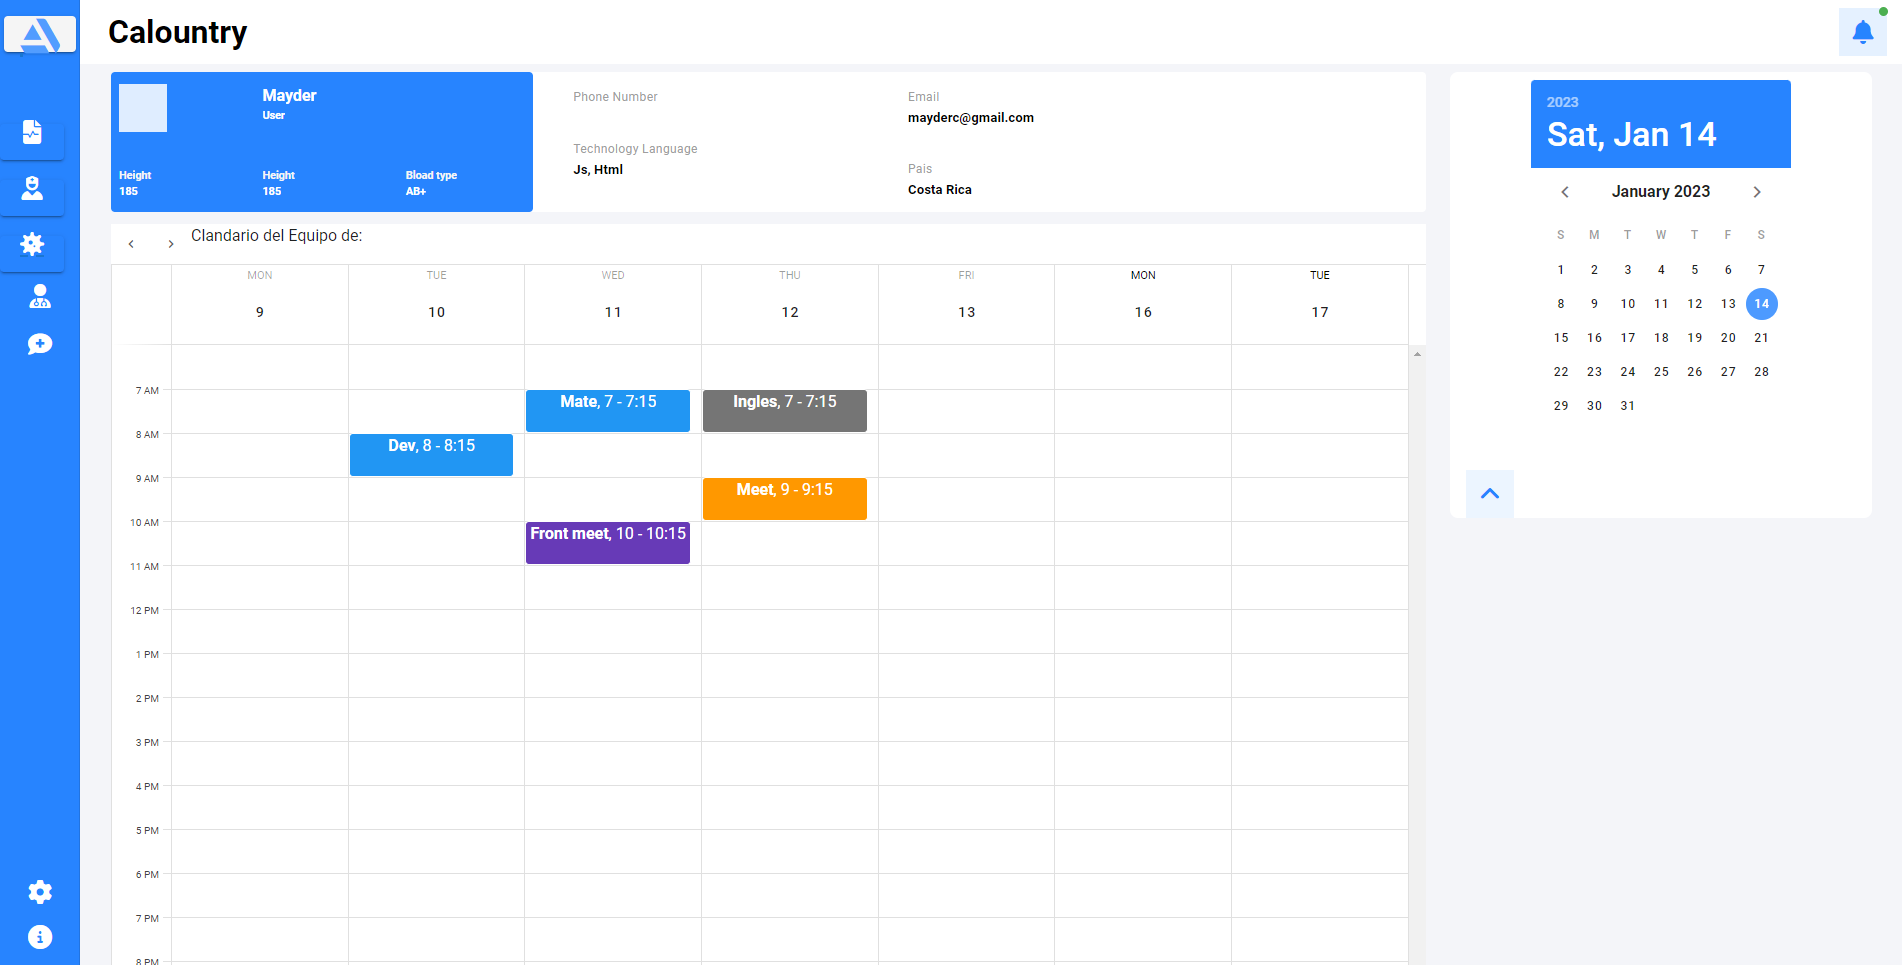 Calountry
Mayder
User
Height
185
Height
185
Bload type
AB+
Phone Number
Technology Language
Js, Html
Email
mayderc@gmail.com
Pais
Costa Rica
Clandario del Equipo de:
MON TUE WED THU FRI MON TUE
9 10 11 12 13 16 17
7 AM
Mate, 7 - 7:15
Ingles, 7 - 7:15
8 AM
Dev, 8 - 8:15
9 AM
Meet, 9 - 9:15
10 AM
Front meet, 10 - 10:15
11 AM
12 PM
1 PM
2 PM
3 PM
4 PM
5 PM
6 PM
7 PM
8 PM
2023
Sat, Jan 14
January 2023
S M T W T F S
1 2 3 4 5 6 7
8 9 10 11 12 13 14
15 16 17 18 19 20 21
22 23 24 25 26 27 28
29 30 31